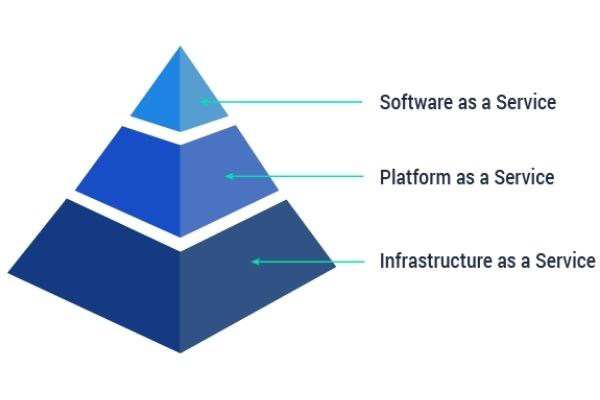 Software as a Service
Platform as a Service
Infrastructure as a Service